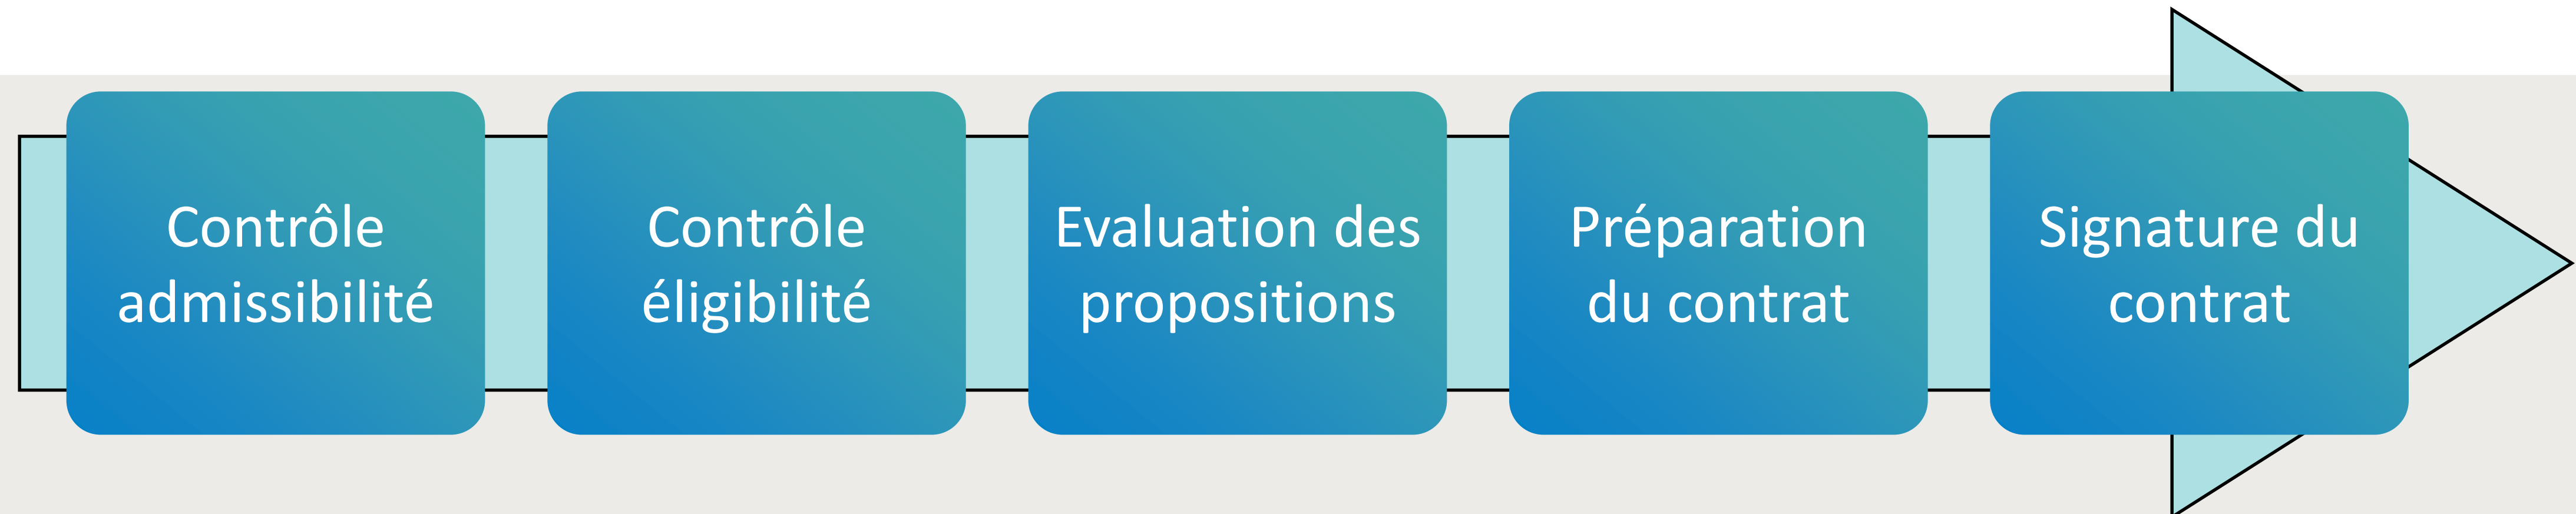 Contrôle
admissibilité
Contrôle
éligibilité
Evaluation des
propositions
Préparation
du contrat
Signature du
contrat